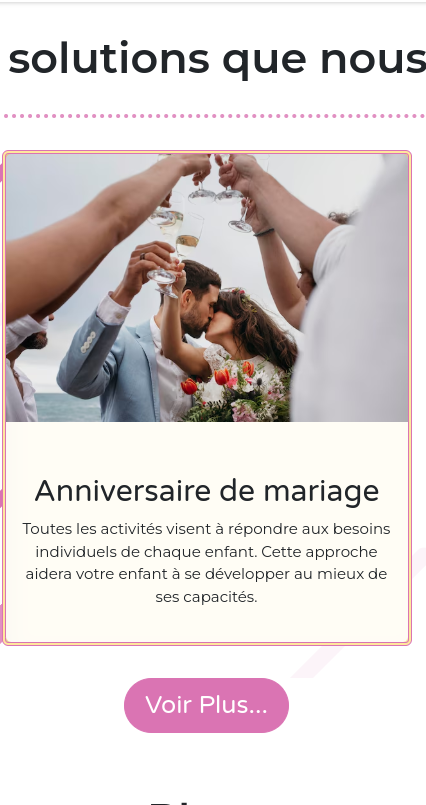 solutions que nous
Anniversaire de mariage
Toutes les activités visent à répondre aux besoins
individuels de chaque enfant. Cette approche
aidera votre enfant à se développer au mieux de
ses capacités.
Voir Plus...